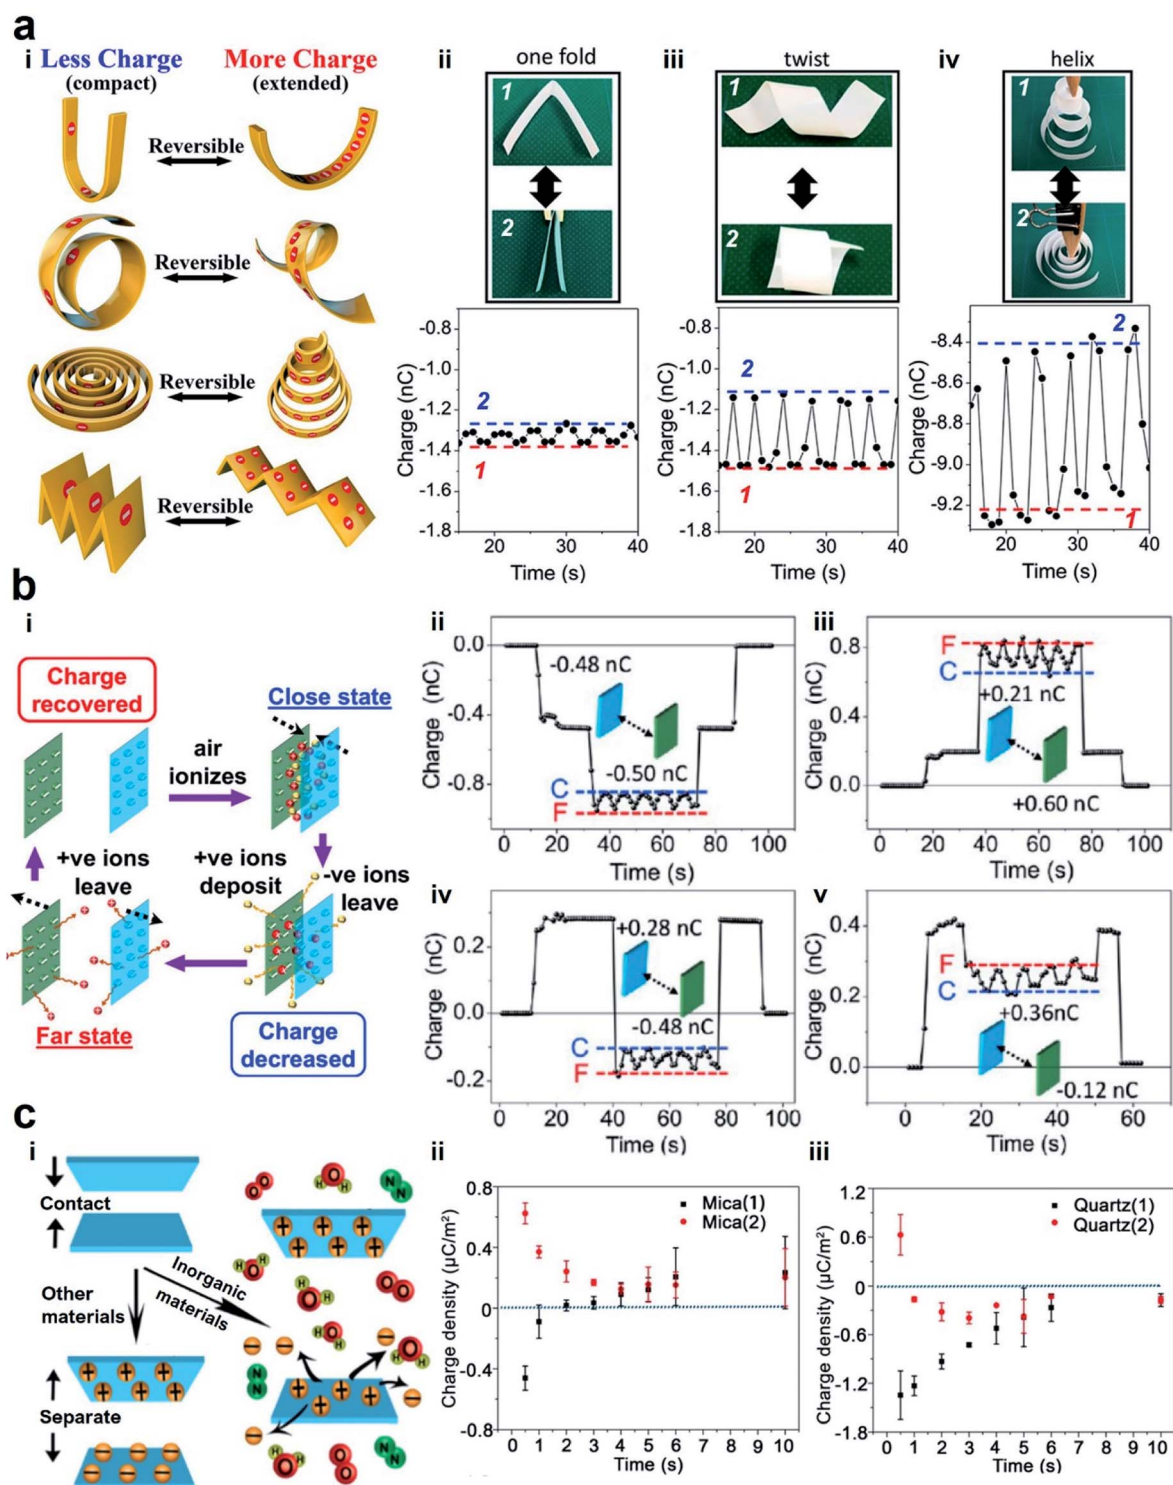 a
i
Less Charge
(compact)
More Charge
(extended)
Reversible
Reversible
Reversible
Reversible
ii
one fold
1
2
-0.8
-1.0
-1.2
-1.4
-1.6
-1.8
2
1
Charge (nC)
20
30
40
Time (s)
iii
twist
1
2
-0.8
-1.0
-1.2
-1.4
-1.6
-1.8
2
1
Charge (nC)
20
30
40
Time (s)
iv
helix
1
2
-8.4
-8.6
-8.8
-9.0
-9.2
2
1
Charge (nC)
20
30
40
Time (s)
b
i
Charge
recovered
Close state
air
ionizes
+ve ions
leave
+ve ions
deposit
-ve ions
leave
Far state
Charge
decreased
ii
0.0
-0.4
-0.8
Charge (nC)
-0.48 nC
-0.50 nC
C
F
0
20
40
60
80
100
Time (s)
iii
0.8
0.4
0.0
Charge (nC)
F
C
+0.21 nC
+0.60 nC
0
20
40
60
80
100
Time (s)
iv
0.2
0.0
-0.2
Charge (nC)
+0.28 nC
-0.48 nC
C
F
0
20
40
60
80
100
Time (s)
v
0.4
0.2
0.0
Charge (nC)
F
C
+0.36nC
-0.12 nC
0
20
40
60
Time (s)
c
i
Contact
Other
materials
Inorganic
materials
Separate
O O
H O H
N N
H O H
O O
H O H
H O H
H O H
N N
H O H
O O
N N
ii
0.8
0.4
0
-0.4
-0.8
Charge density (μC/m²)
Mica(1)
Mica(2)
0 1 2 3 4 5 6 10
Time (s)
iii
1.2
0.6
0
-0.6
-1.2
-1.8
Charge density (μC/m²)
Quartz(1)
Quartz(2)
0 1 2 3 4 5 6 10
Time (s)